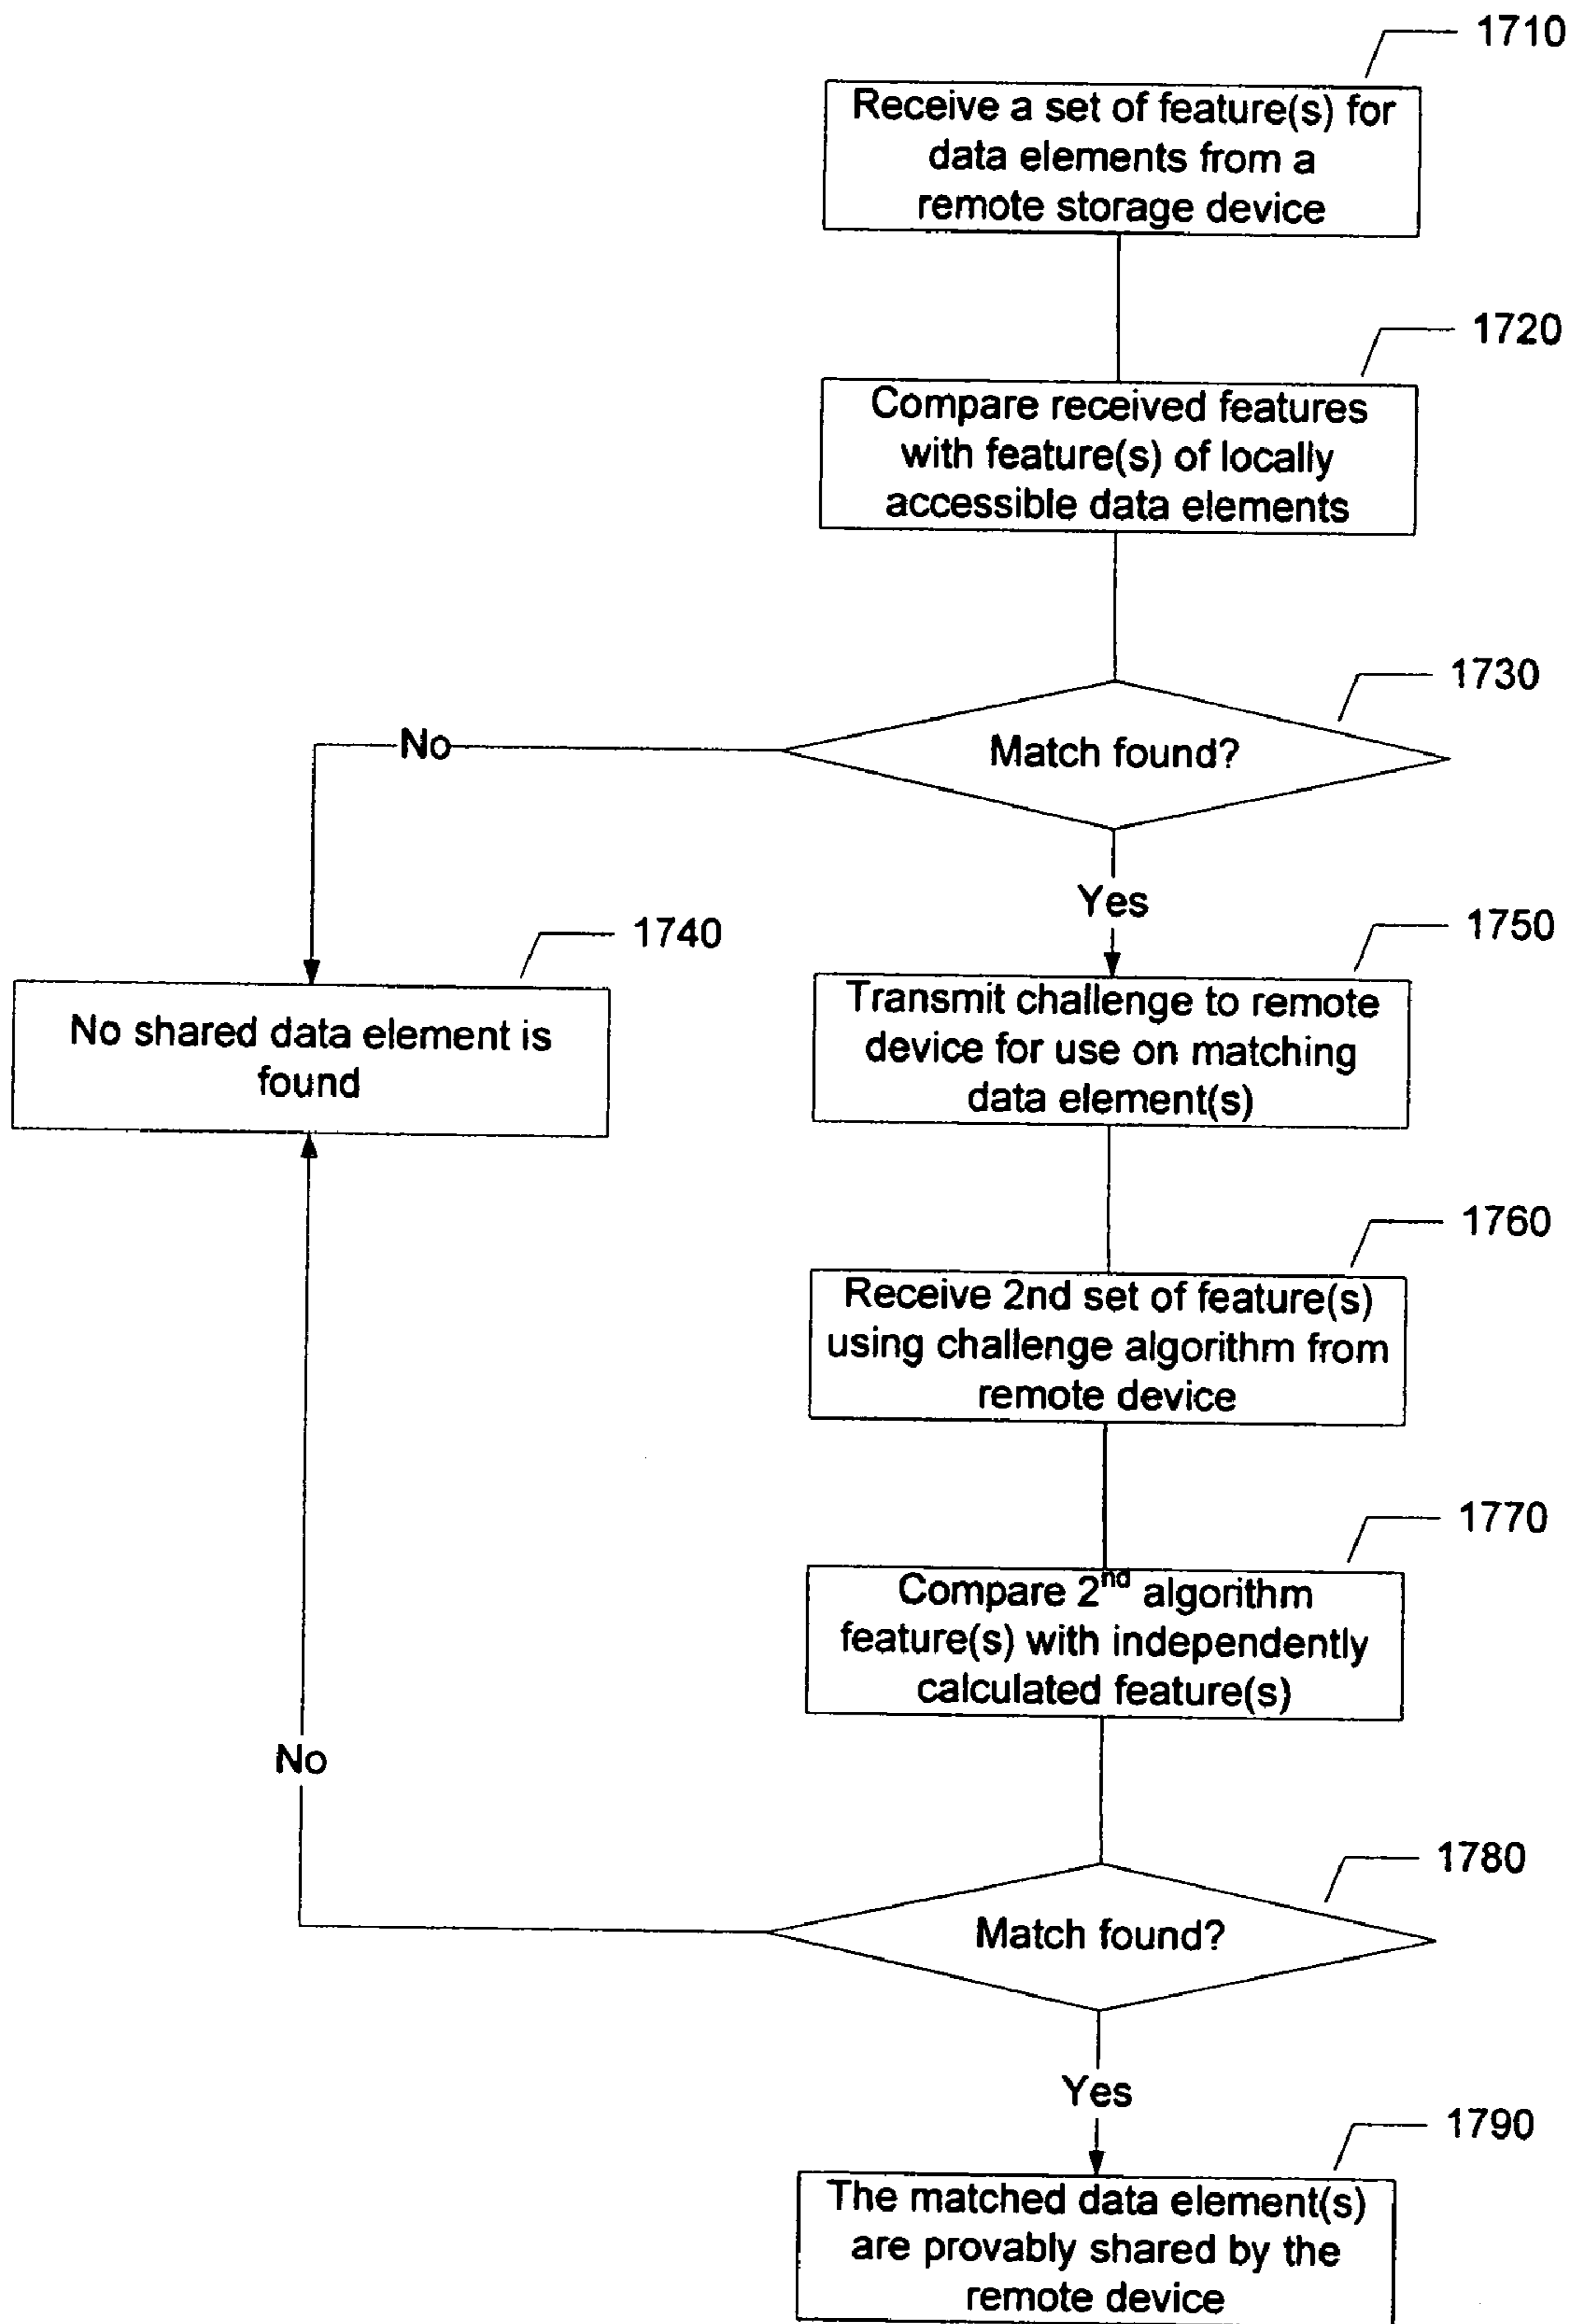 1710
Receive a set of feature(s) for
data elements from a
remote storage device
1720
Compare received features
with feature(s) of locally
accessible data elements
1730
Match found?
No
Yes
1740
No shared data element is
found
1750
Transmit challenge to remote
device for use on matching
data element(s)
1760
Receive 2nd set of feature(s)
using challenge algorithm from
remote device
1770
Compare 2nd algorithm
feature(s) with independently
calculated feature(s)
No
1780
Match found?
Yes
1790
The matched data element(s)
are provably shared by the
remote device